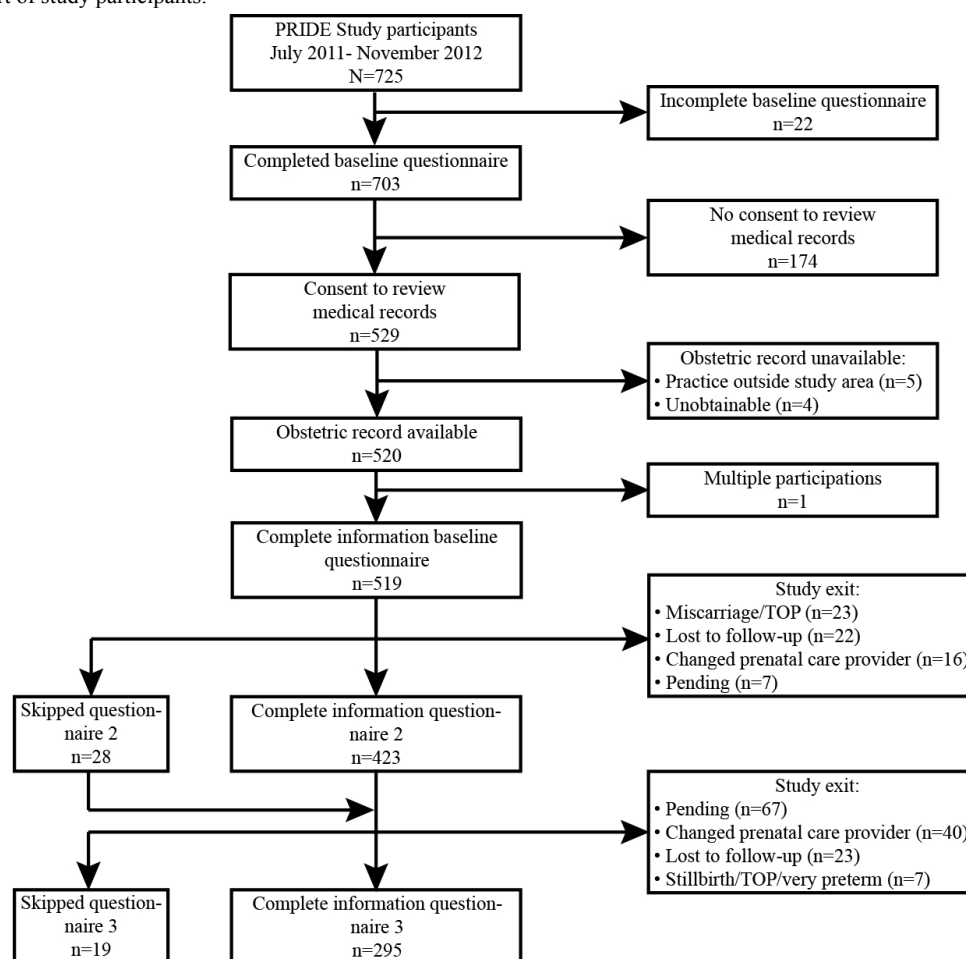 rt of study participants.
PRIDE Study participants
July 2011- November 2012
N=725
Incomplete baseline questionnaire
n=22
Completed baseline questionnaire
n=703
No consent to review
medical records
n=174
Consent to review
medical records
n=529
Obstetric record unavailable:
• Practice outside study area (n=5)
• Unobtainable (n=4)
Obstetric record available
n=520
Multiple participations
n=1
Complete information baseline
questionnaire
n=519
Study exit:
• Miscarriage/TOP (n=23)
• Lost to follow-up (n=22)
• Changed prenatal care provider (n=16)
• Pending (n=7)
Skipped question-
naire 2
n=28
Complete information question-
naire 2
n=423
Study exit:
• Pending (n=67)
• Changed prenatal care provider (n=40)
• Lost to follow-up (n=23)
• Stillbirth/TOP/very preterm (n=7)
Skipped question-
naire 3
n=19
Complete information question-
naire 3
n=295